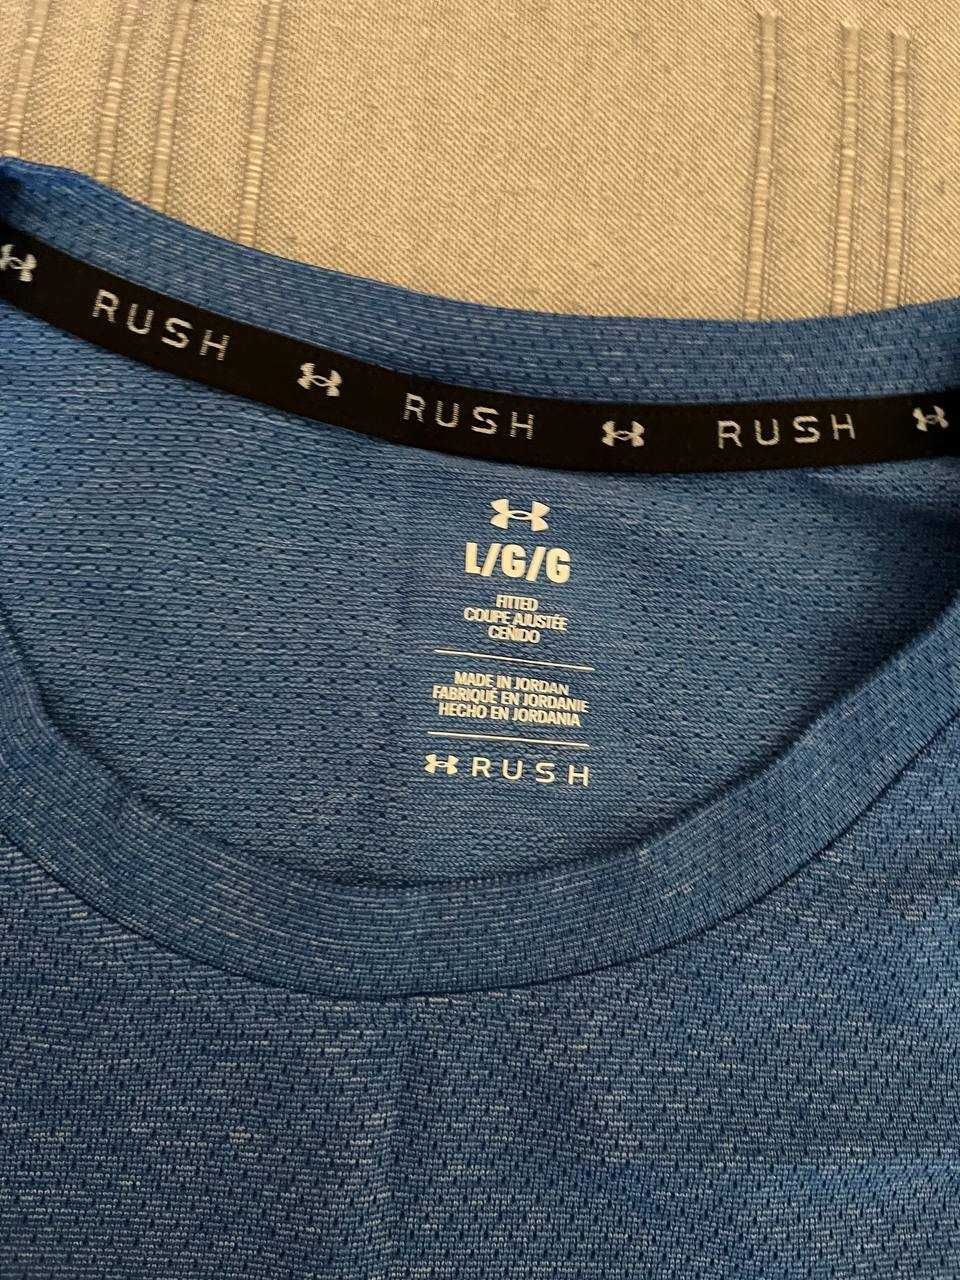 RUSH RUSH RUSH
L/G/G
FITTED
COUPE AJUSTÉE
CEÑIDO
MADE IN JORDAN
FABRIQUÉ EN JORDANIE
HECHO EN JORDANIA
RUSH